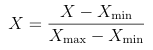 X = \frac{X - X_{\min}}{X_{\max} - X_{\min}}